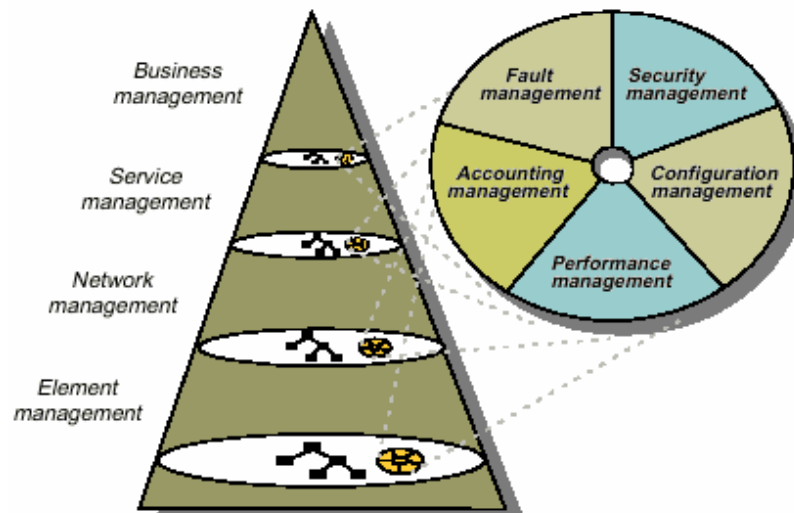 Business
management
Service
management
Network
management
Element
management
Fault
management
Security
management
Accounting
management
Configuration
management
Performance
management